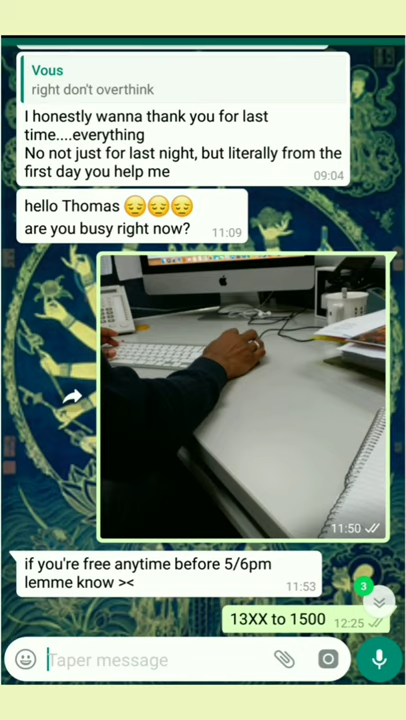 Vous
right don't overthink
I honestly wanna thank you for last
time....everything
No not just for last night, but literally from the
first day you help me
09:04
hello Thomas 😔😔😔
are you busy right now?
11:09
11:50
if you're free anytime before 5/6pm
lemme know ><
11:53
3
13XX to 1500
12:25
Taper message